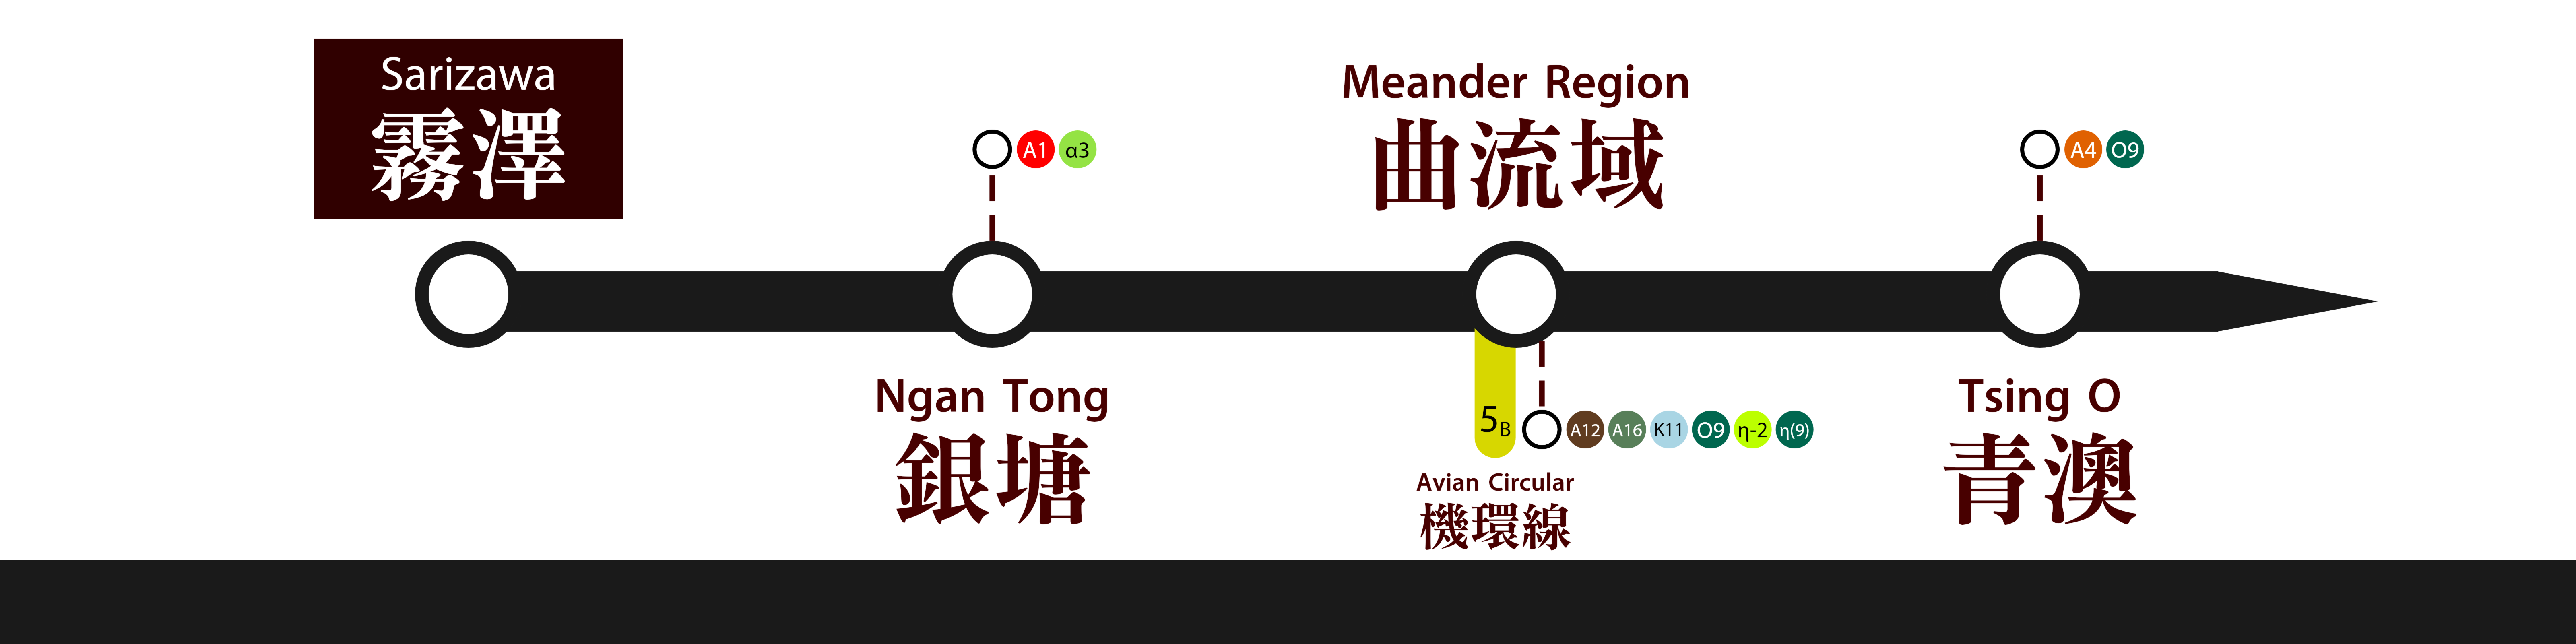 Sarizawa
霧澤
A1 α3
Ngan Tong
銀塘
Meander Region
曲流域
5B
A12 A16 K11 O9 η-2 η(9)
Avian Circular
機環線
A4 O9
Tsing O
青澳